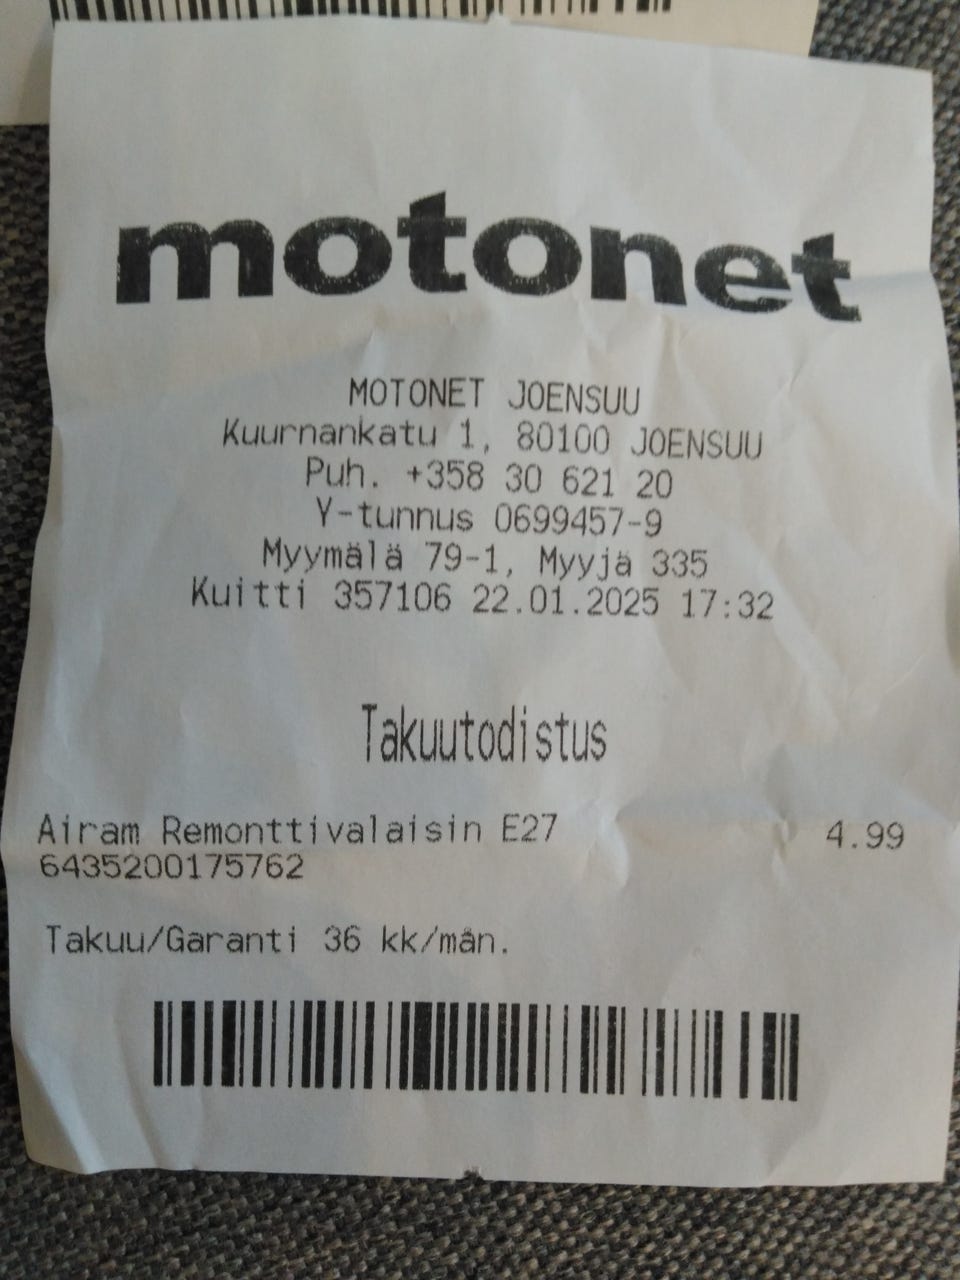 motonet
MOTONET JOENSUU
Kuurnankatu 1, 80100 JOENSUU
Puh. +358 30 621 20
Y-tunnus 0699457-9
Myymälä 79-1, Myyjä 335
Kuitti 357106 22.01.2025 17:32
Takuutodistus
Airam Remonttivalaisin E27 4.99
6435200175762
Takuu/Garanti 36 kk/mån.